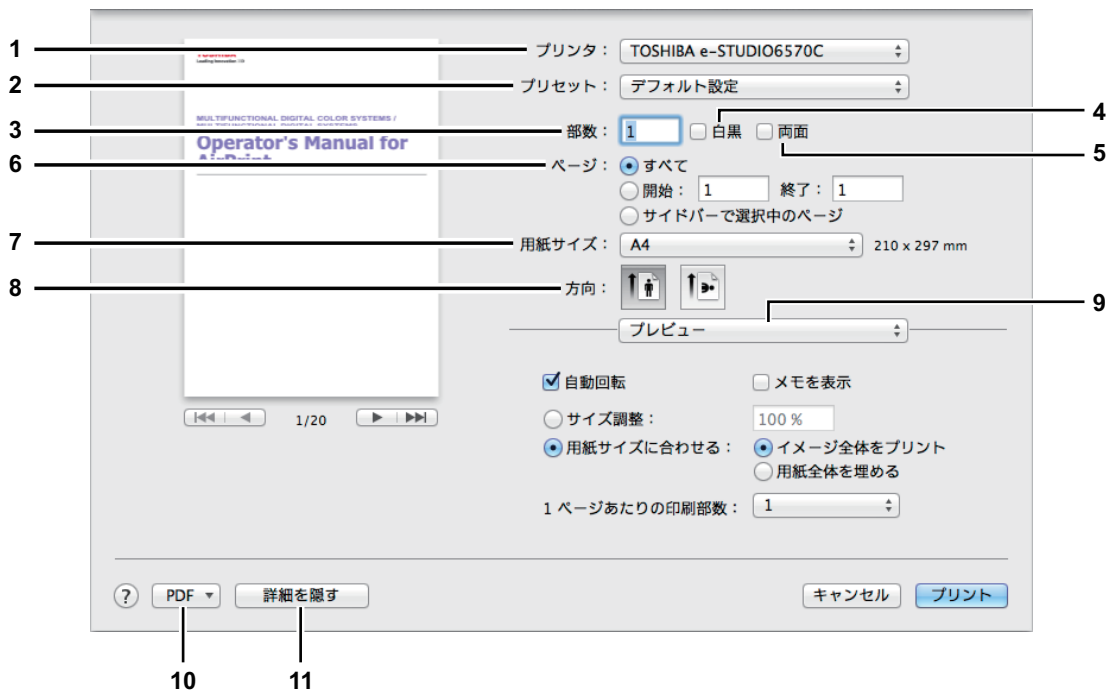 1 プリンタ： TOSHIBA e-STUDIO6570C
2 プリセット： デフォルト設定
3 部数： 1 白黒 両面 4
5
6 ページ： すべて
開始： 1 終了： 1
サイドバーで選択中のページ
7 用紙サイズ： A4 210 x 297 mm
8 方向：
9
プレビュー
TOSHIBA
Leading Innovation >>>
MULTIFUNCTIONAL DIGITAL COLOR SYSTEMS /
MULTIFUNCTIONAL DIGITAL SYSTEMS
Operator's Manual for
AirPrint
1/20
自動回転 メモを表示
サイズ調整： 100 %
用紙サイズに合わせる： イメージ全体をプリント
用紙全体を埋める
1 ページあたりの印刷部数： 1
? PDF 詳細を隠す キャンセル プリント
10 11